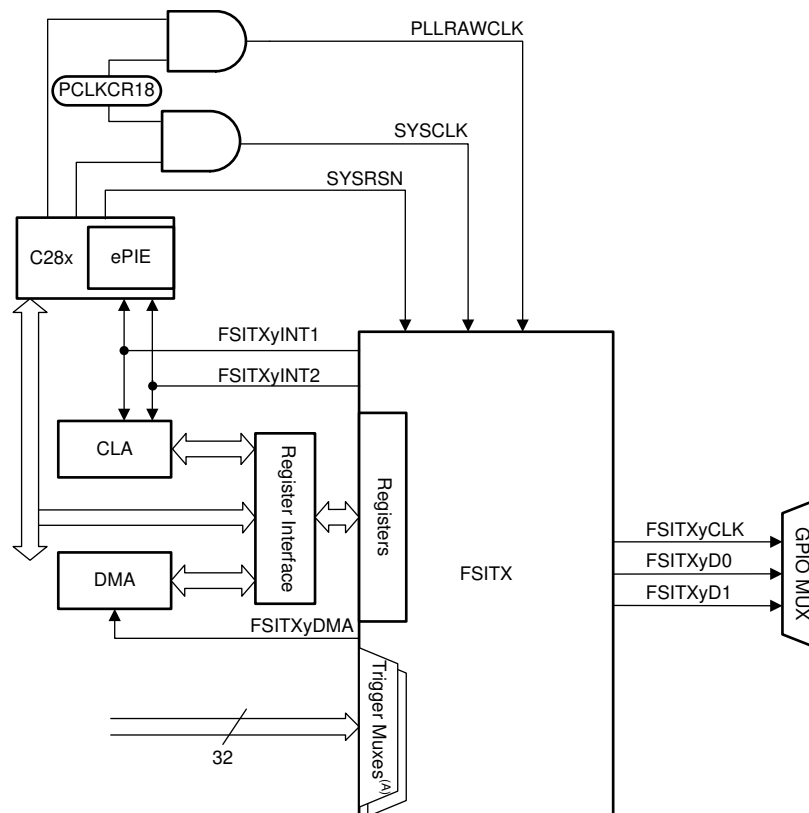 PLLRAWCLK
PCLKCR18
SYSCLK
SYSRSN
C28x
ePIE
FSITXyINT1
FSITXyINT2
CLA
Register Interface
Registers
FSITX
FSITXyCLK
FSITXyD0
FSITXyD1
GPIO MUX
DMA
FSITXyDMA
Trigger Muxes(A)
32